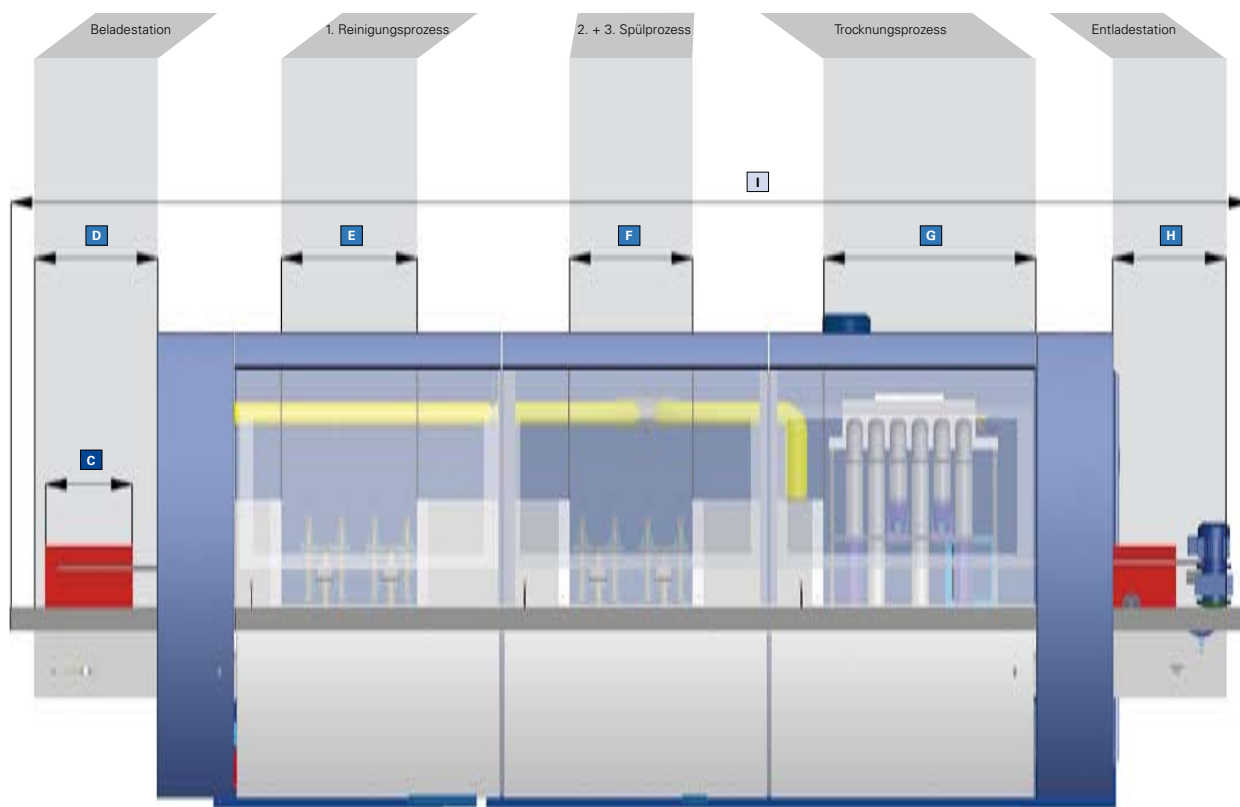 Beladestation
1. Reinigungsprozess
2. + 3. Spülprozess
Trocknungsprozess
Entladestation
I
D
E
F
G
H
C